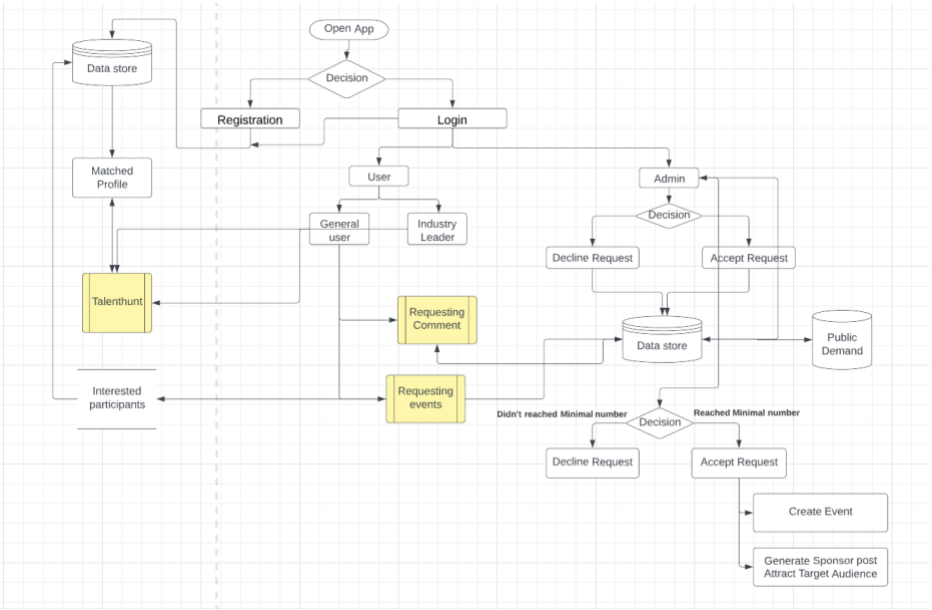 Open App
Data store
Decision
Registration
Login
Matched
Profile
User
Admin
General
user
Industry
Leader
Decision
Decline Request
Accept Request
Talenthunt
Requesting
Comment
Data store
Public
Demand
Interested
participants
Requesting
events
Didn't reached Minimal number
Decision
Reached Minimal number
Decline Request
Accept Request
Create Event
Generate Sponsor post
Attract Target Audience